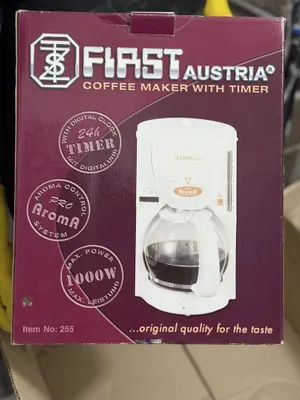 FIRST AUSTRIA®
COFFEE MAKER WITH TIMER
WITH DIGITAL CLOCK
24h
TIMER
MIT DIGITALUHR
AROMA CONTROL
PRO
AromA
SYSTEM
MAX. POWER
1000W
MAX. LEISTUNG
Item No: 255
...original quality for the taste